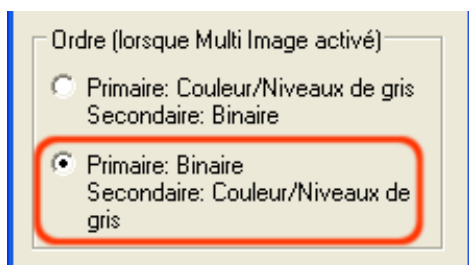 Ordre (lorsque Multi Image activé)
Primaire: Couleur/Niveaux de gris
Secondaire: Binaire
Primaire: Binaire
Secondaire: Couleur/Niveaux de
gris